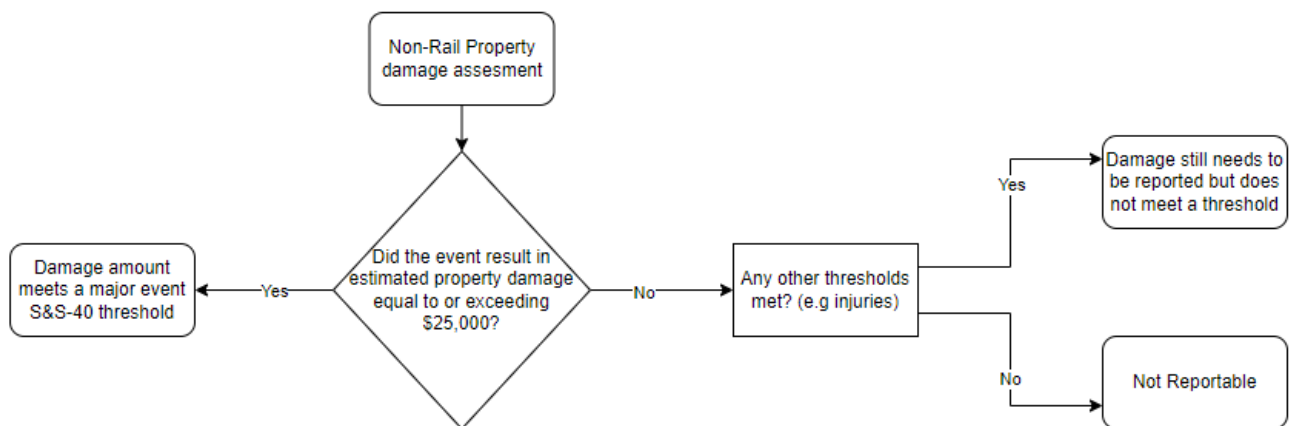 Non-Rail Property
damage assesment
Did the event result in
estimated property damage
equal to or exceeding
$25,000?
Yes
Damage amount
meets a major event
S&S-40 threshold
No
Any other thresholds
met? (e.g injuries)
Yes
Damage still needs to
be reported but does
not meet a threshold
No
Not Reportable